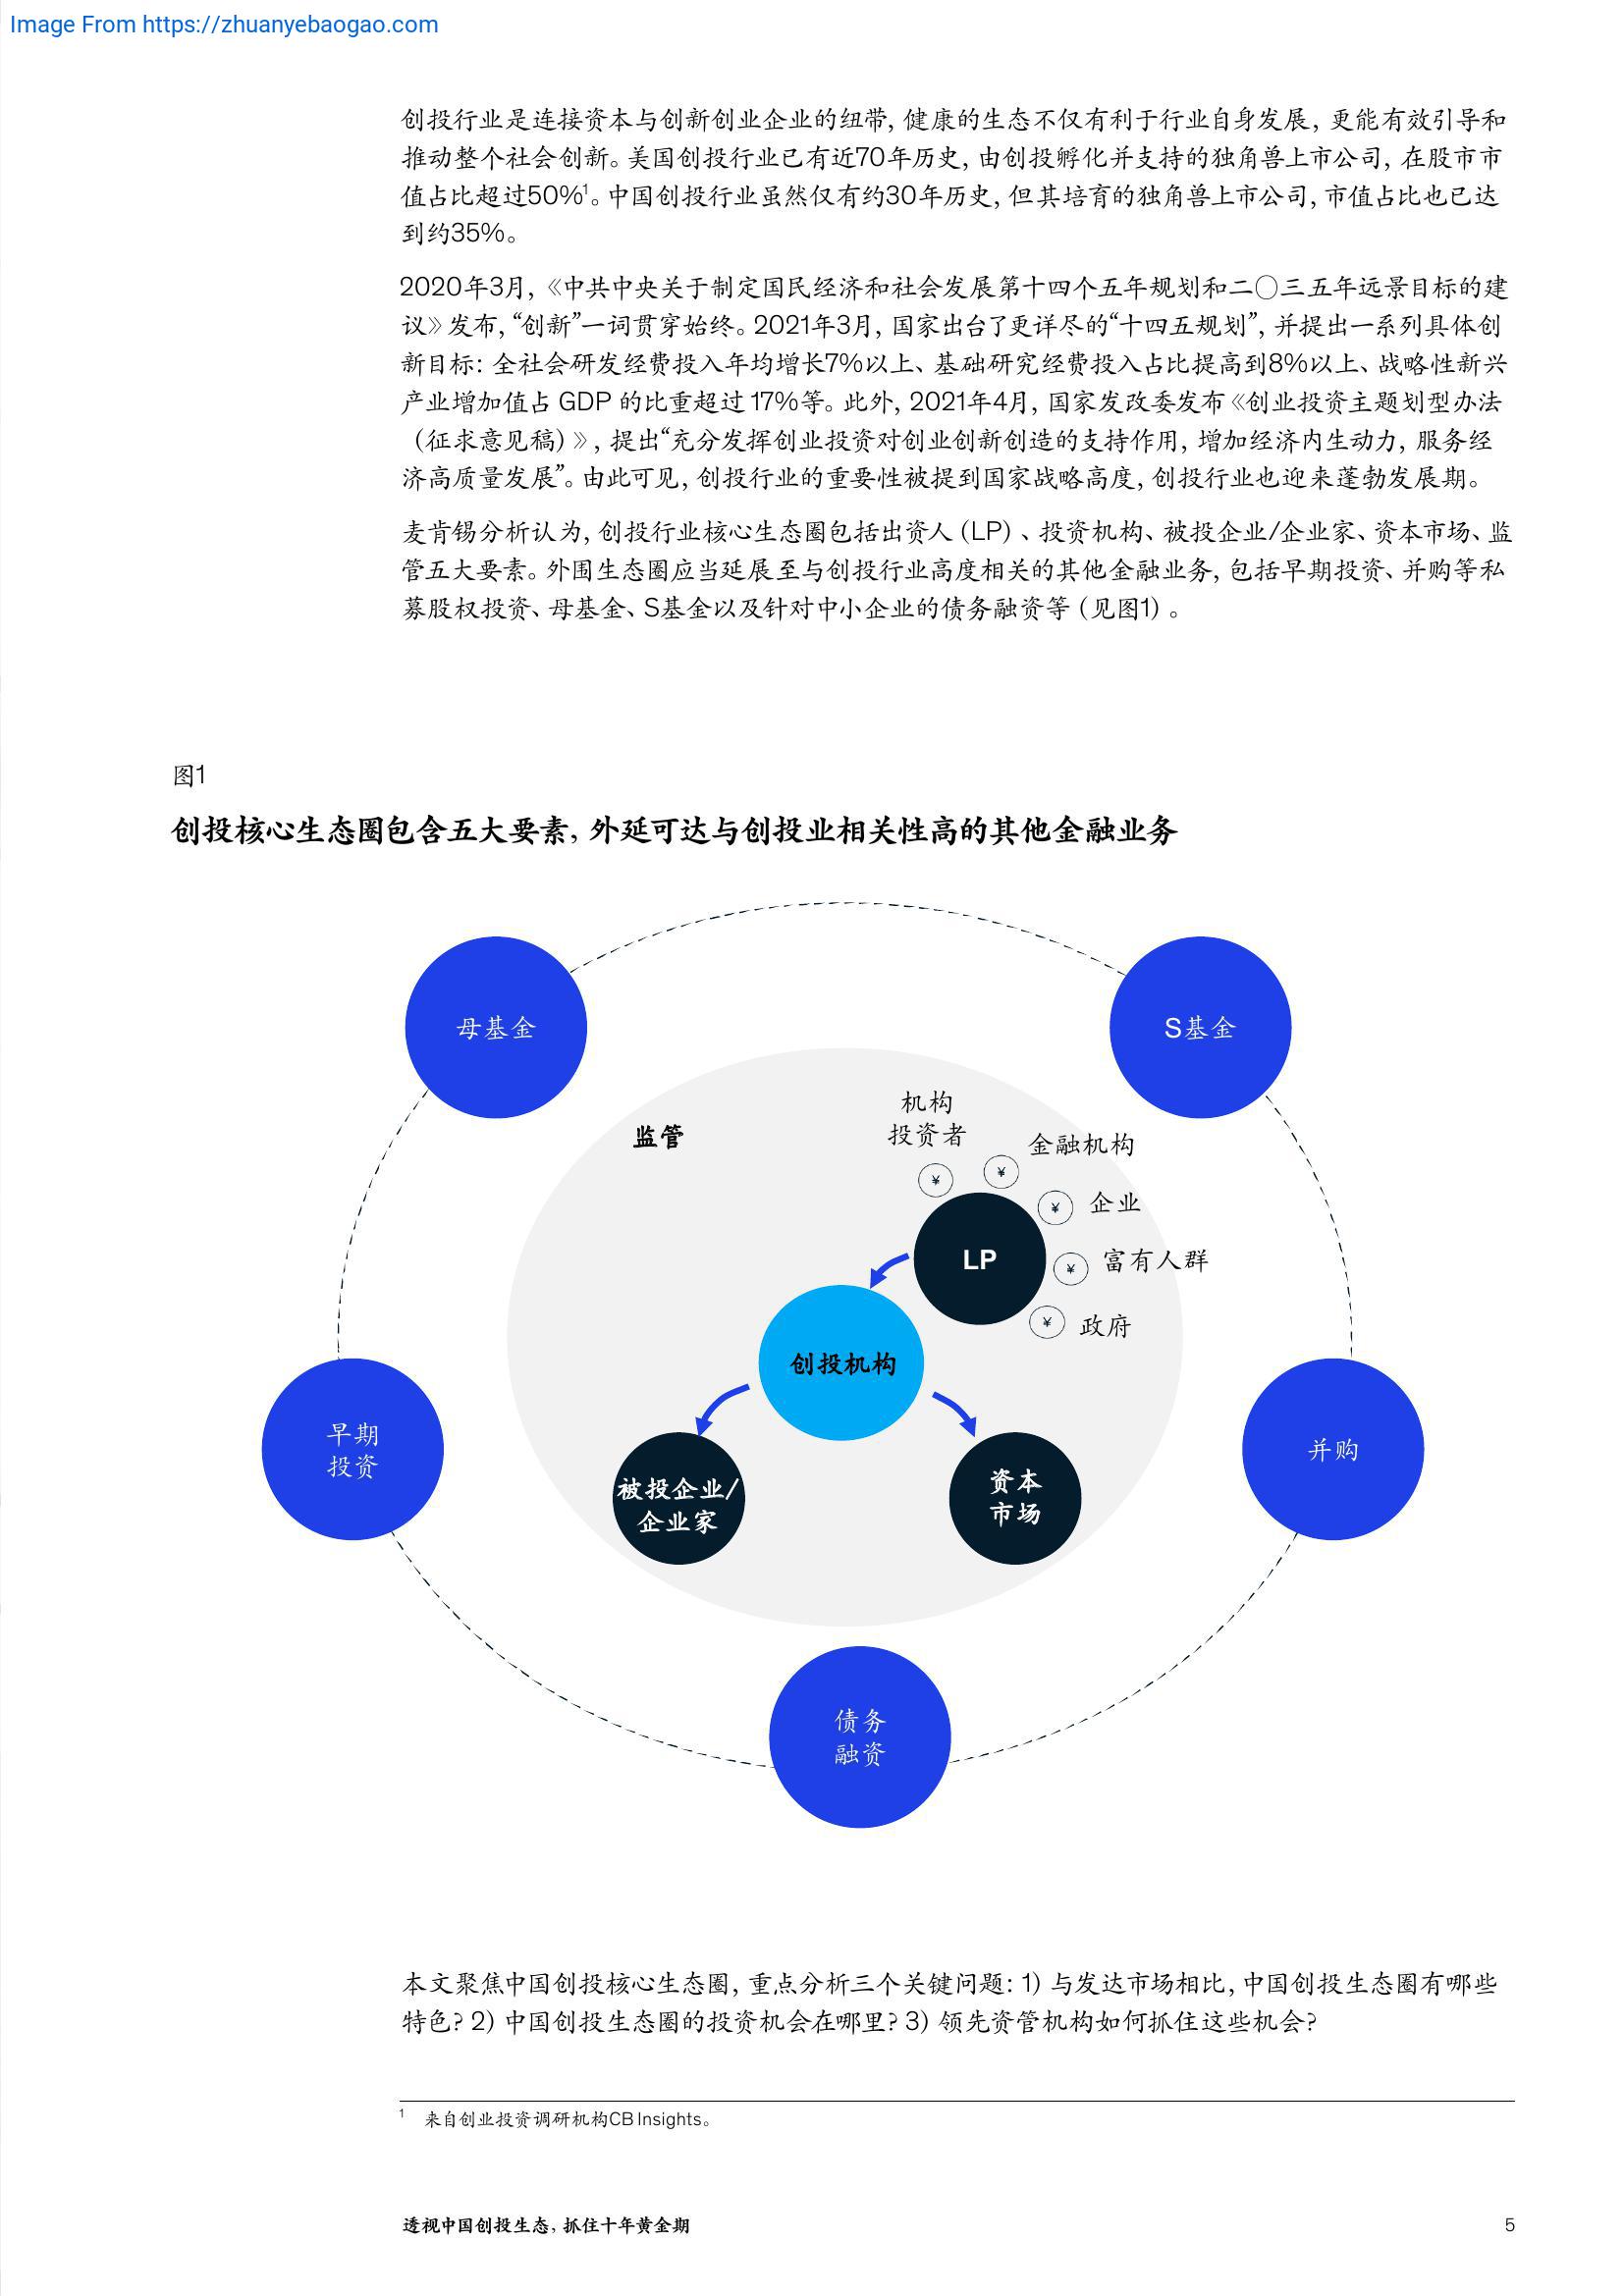 Image From https://zhuanyebaogao.com
创投行业是连接资本与创新创业企业的纽带，健康的生态不仅有利于行业自身发展，更能有效引导和
推动整个社会创新。美国创投行业已有近70年历史，由创投孵化并支持的独角兽上市公司，在股市市
值占比超过50%¹。中国创投行业虽然仅有约30年历史，但其培育的独角兽上市公司，市值占比也已达
到约35%。
2020年3月，《中共中央关于制定国民经济和社会发展第十四个五年规划和二〇三五年远景目标的建
议》发布，“创新”一词贯穿始终。2021年3月，国家出台了更详尽的“十四五规划”，并提出一系列具体创
新目标：全社会研发经费投入年均增长7%以上、基础研究经费投入占比提高到8%以上、战略性新兴
产业增加值占 GDP 的比重超过 17%等。此外，2021年4月，国家发改委发布《创业投资主题划型办法
（征求意见稿）》，提出“充分发挥创业投资对创业创新创造的支持作用，增加经济内生动力，服务经
济高质量发展”。由此可见，创投行业的重要性被提到国家战略高度，创投行业也迎来蓬勃发展期。
麦肯锡分析认为，创投行业核心生态圈包括出资人（LP）、投资机构、被投企业/企业家、资本市场、监
管五大要素。外围生态圈应当延展至与创投行业高度相关的其他金融业务，包括早期投资、并购等私
募股权投资、母基金、S基金以及针对中小企业的债务融资等（见图1）。
图1
创投核心生态圈包含五大要素，外延可达与创投业相关性高的其他金融业务
母基金
S基金
监管
机构
投资者
金融机构
企业
富有人群
政府
¥
¥
¥
¥
¥
LP
创投机构
被投企业/
企业家
资本
市场
早期
投资
并购
债务
融资
本文聚焦中国创投核心生态圈，重点分析三个关键问题：1）与发达市场相比，中国创投生态圈有哪些
特色？2）中国创投生态圈的投资机会在哪里？3）领先资管机构如何抓住这些机会？
1 来自创业投资调研机构CB Insights。
透视中国创投生态，抓住十年黄金期
5